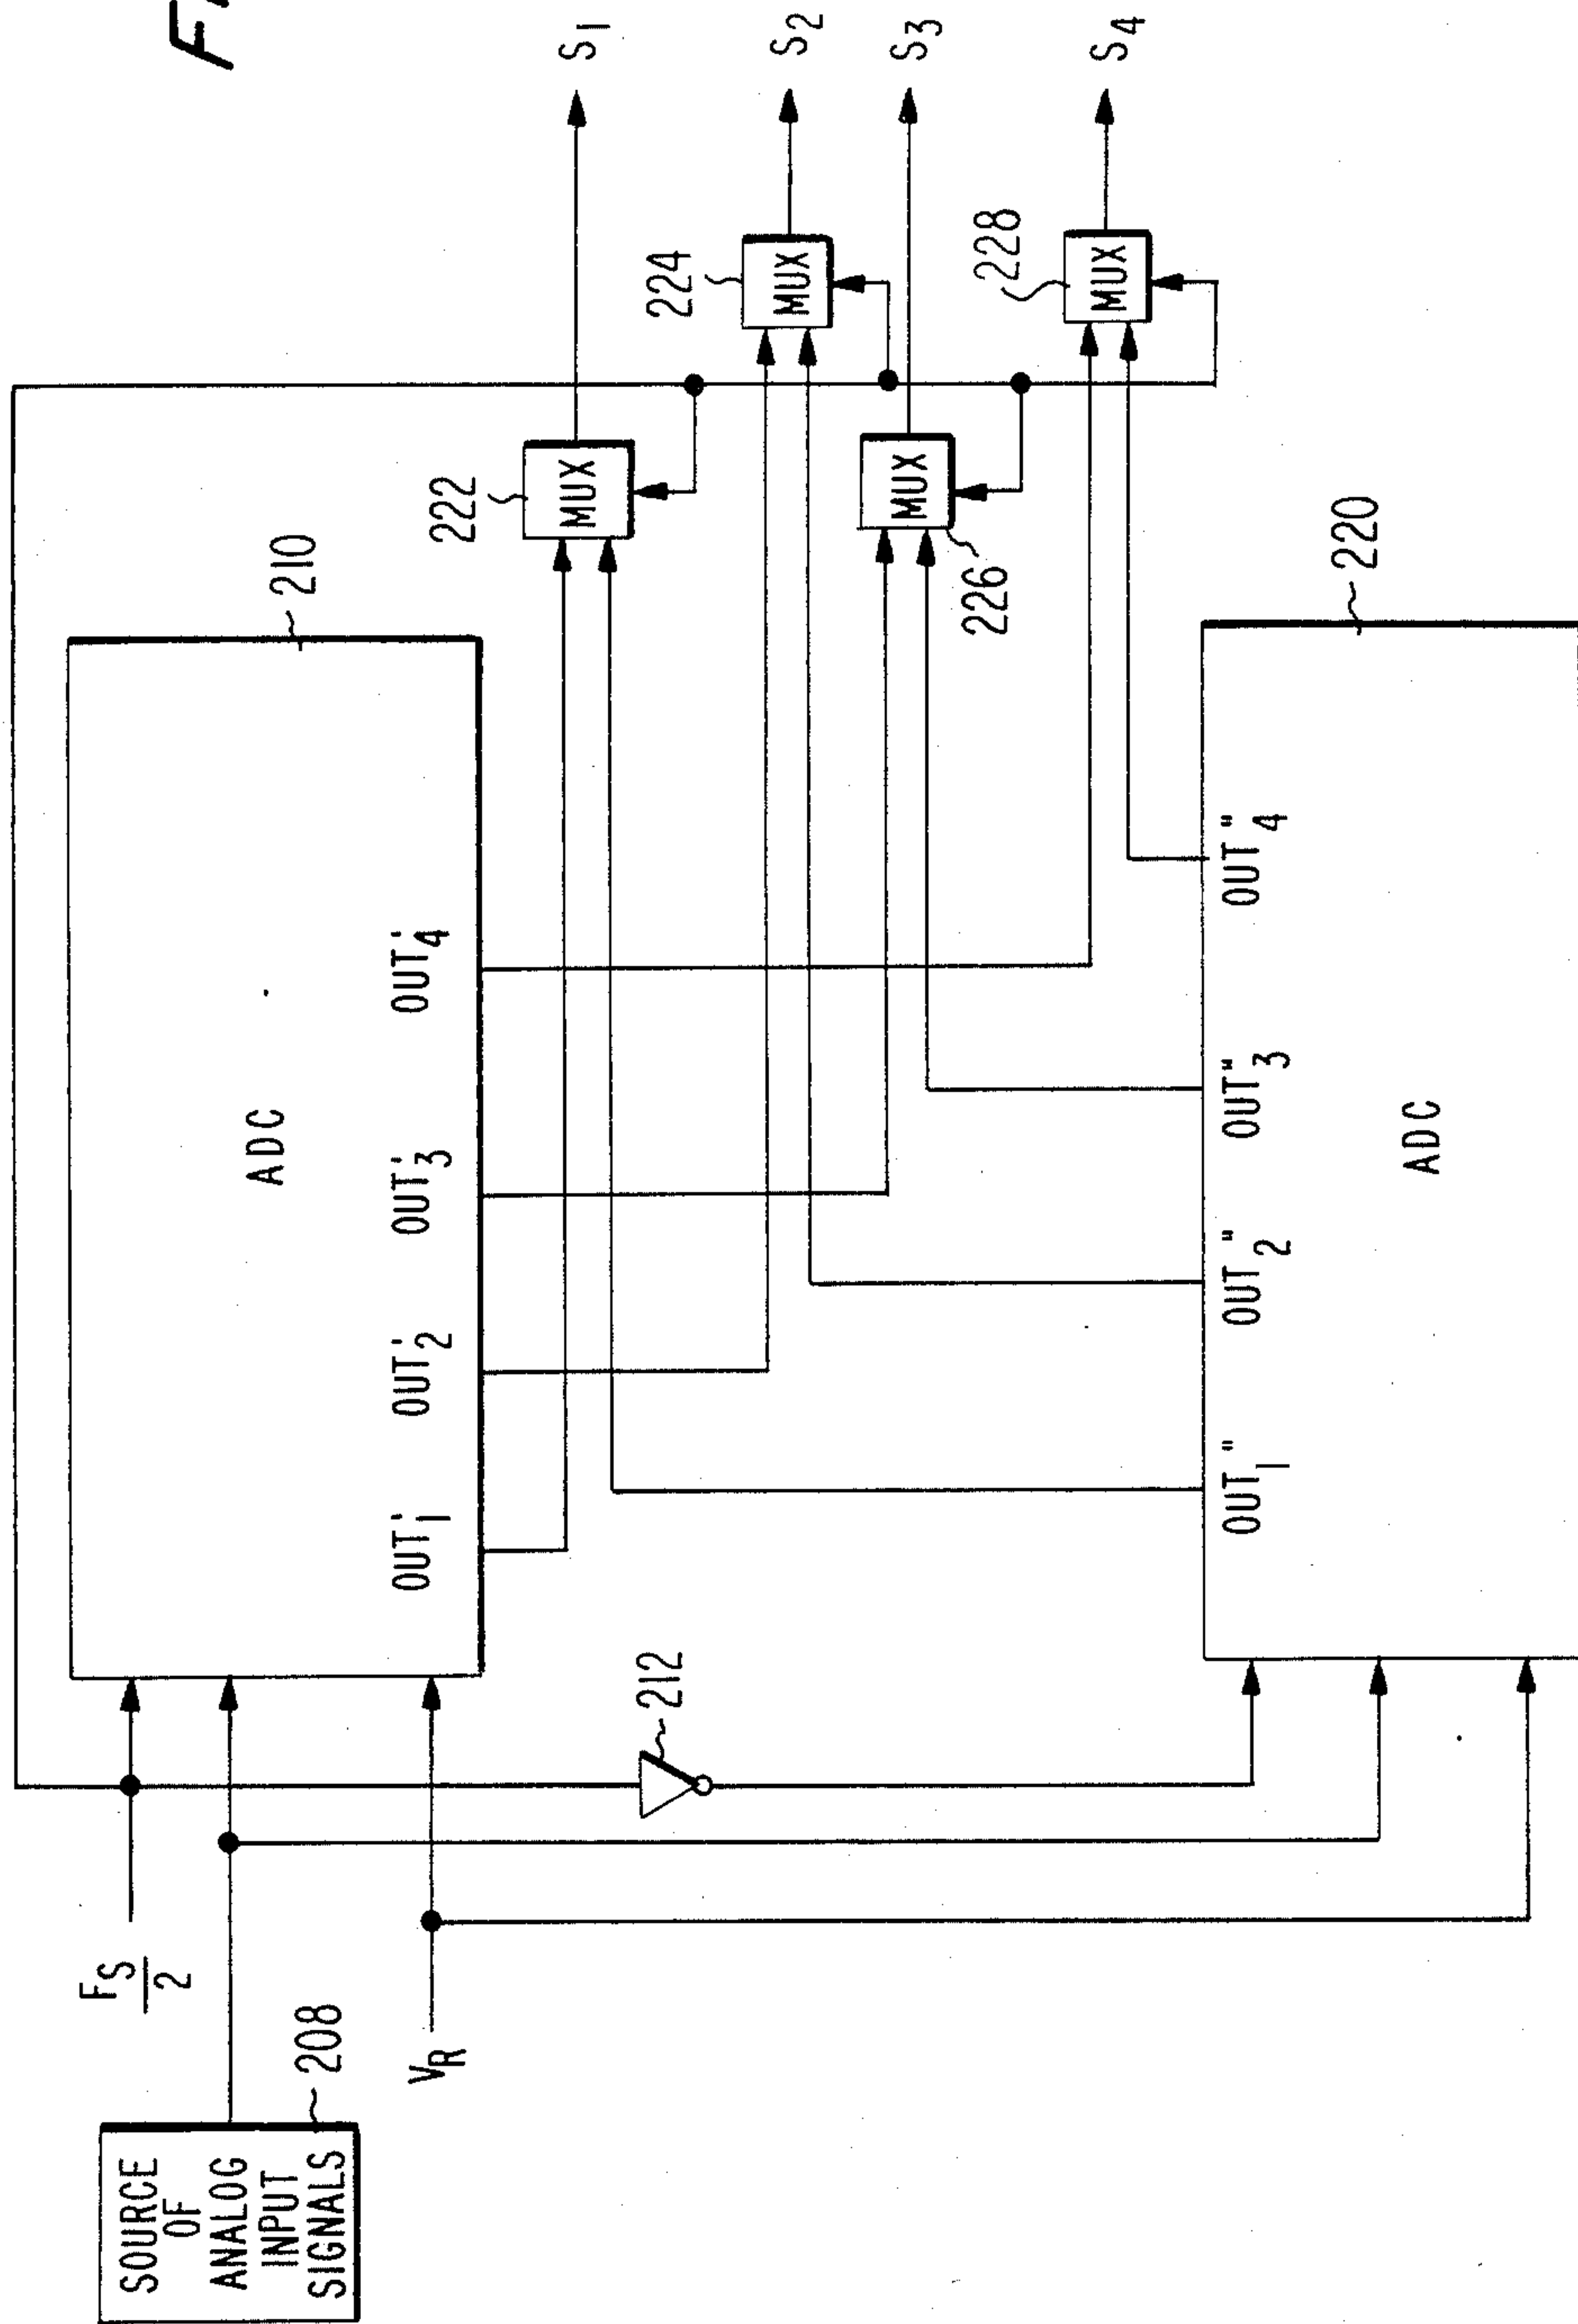 S1
S2
S3
S4
224
MUX
228
MUX
222
MUX
MUX
226
210
220
ADC
OUT'1
OUT'2
OUT'3
OUT'4
ADC
OUT"1
OUT"2
OUT"3
OUT"4
212
FS
2
VR
208
SOURCE
OF
ANALOG
INPUT
SIGNALS